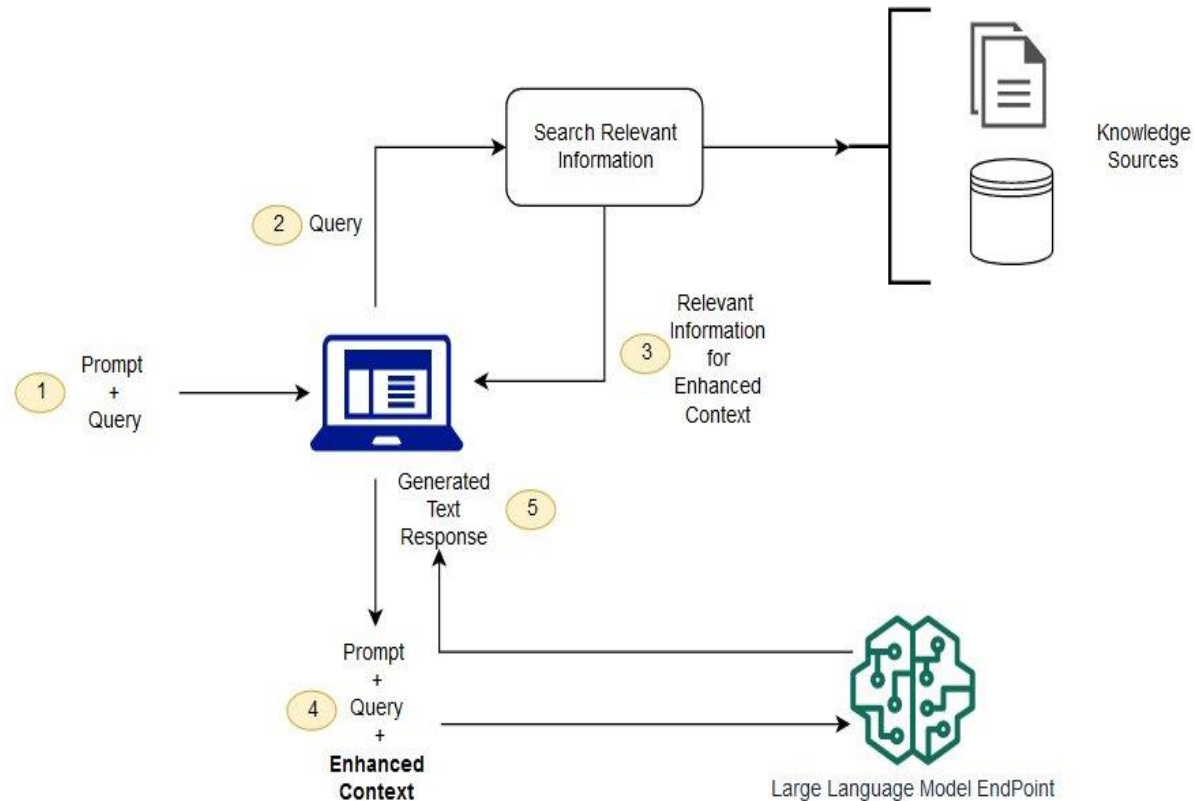 Search Relevant
Information
Knowledge
Sources
2 Query
Relevant
Information
for
Enhanced
Context
3
1
Prompt
+
Query
Generated
Text
Response
5
Prompt
+
Query
+
Enhanced
Context
4
Large Language Model EndPoint